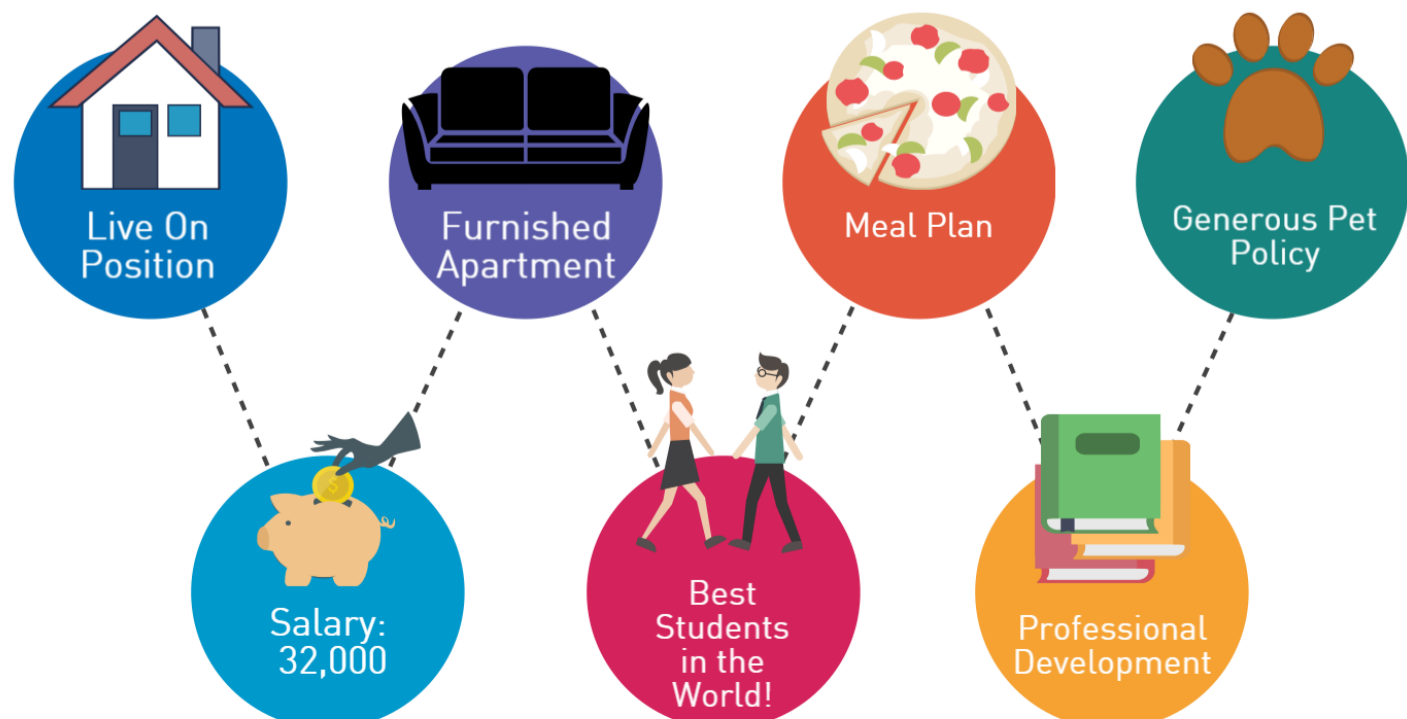 Live On
Position
Furnished
Apartment
Meal Plan
Generous Pet
Policy
$
Salary:
32,000
Best
Students
in the
World!
Professional
Development